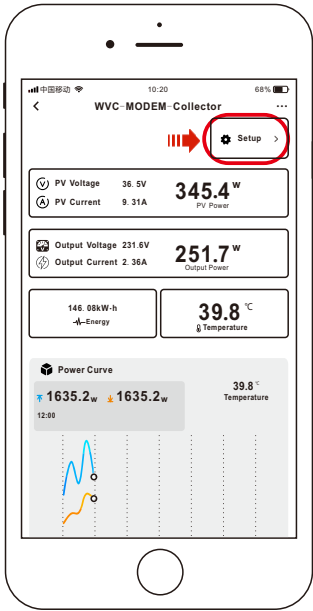 中国移动 10:20 68%
WVC-MODEM-Collector
Setup
PV Voltage 36. 5V
PV Current 9. 31A
345.4 W
PV Power
Output Voltage 231.6V
Output Current 2. 36A
251.7 W
Output Power
146. 08kW-h
Energy
39.8 ℃
Temperature
Power Curve
1635.2w 1635.2w
12:00
39.8 ℃
Temperature